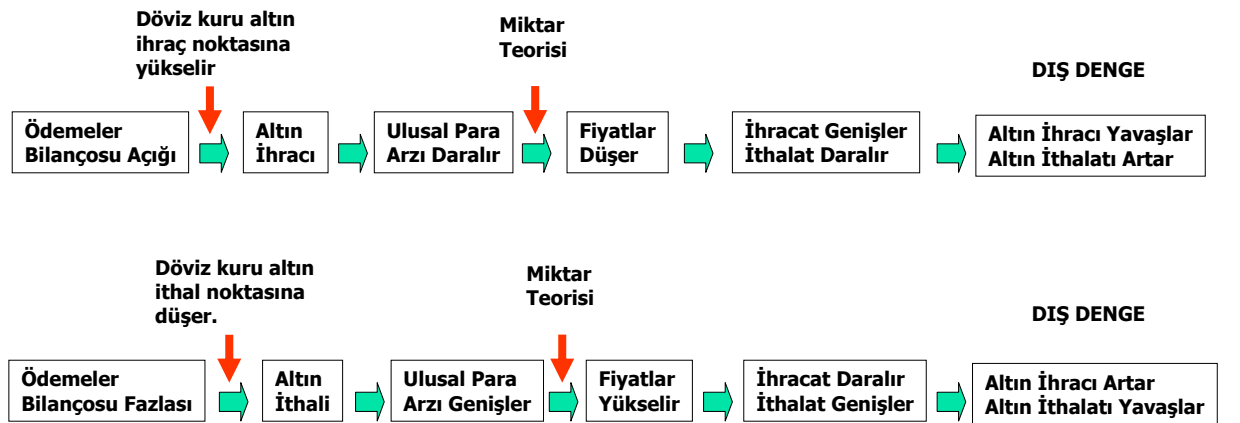 Döviz kuru altın
ihraç noktasına
yükselir
Miktar
Teorisi
DIŞ DENGE
Ödemeler
Bilançosu Açığı
Altın
İhracı
Ulusal Para
Arzı Daralır
Fiyatlar
Düşer
İhracat Genişler
İthalat Daralır
Altın İhracı Yavaşlar
Altın İthalatı Artar
Döviz kuru altın
ithal noktasına
düşer.
Miktar
Teorisi
DIŞ DENGE
Ödemeler
Bilançosu Fazlası
Altın
İthali
Ulusal Para
Arzı Genişler
Fiyatlar
Yükselir
İhracat Daralır
İthalat Genişler
Altın İhracı Artar
Altın İthalatı Yavaşlar